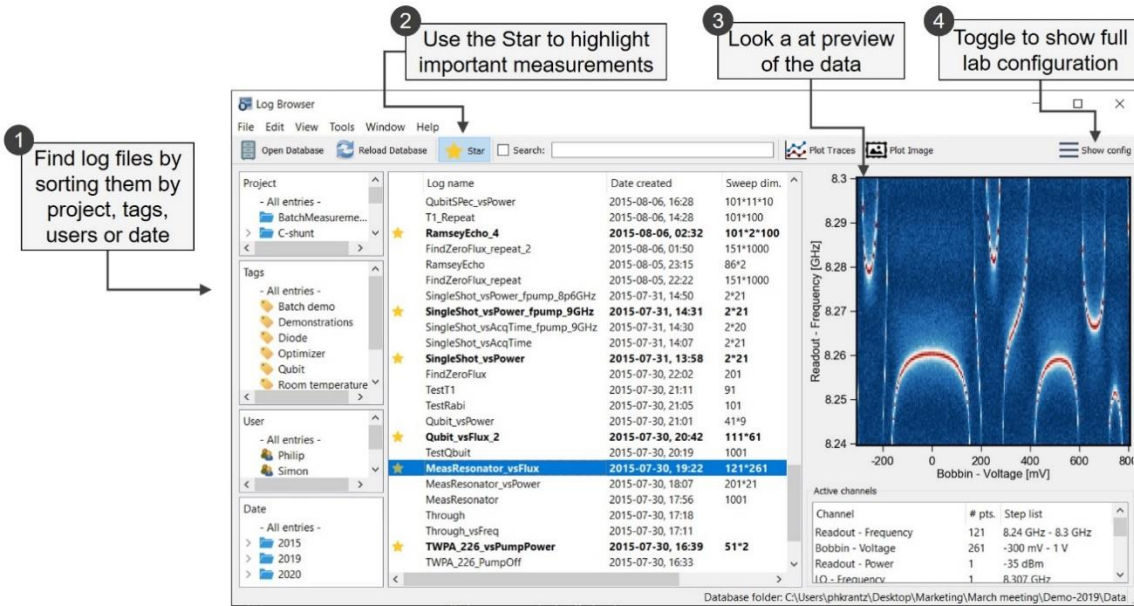 2
Use the Star to highlight
important measurements
3
Look a at preview
of the data
4
Toggle to show full
lab configuration
1
Find log files by
sorting them by
project, tags,
users or date
Log Browser
File Edit View Tools Window Help
Open Database Reload Database Star Search: Plot Traces Plot Image Show config
Project
- All entries -
BatchMeasureme...
C-shunt
Tags
- All entries -
Batch demo
Demonstrations
Diode
Optimizer
Qubit
Room temperature
User
- All entries -
Philip
Simon
Date
- All entries -
2015
2019
2020
Log name Date created Sweep dim.
QubitSPec_vsPower 2015-08-06, 16:28 101*11*10
T1_Repeat 2015-08-06, 14:28 101*100
RamseyEcho_4 2015-08-06, 02:32 101*2*100
FindZeroFlux_repeat_2 2015-08-06, 01:50 151*1000
RamseyEcho 2015-08-05, 23:15 86*2
FindZeroFlux_repeat 2015-08-05, 22:22 151*1000
SingleShot_vsPower_fpump_8p6GHz 2015-07-31, 14:50 2*21
SingleShot_vsPower_fpump_9GHz 2015-07-31, 14:31 2*21
SingleShot_vsAcqTime_fpump_9GHz 2015-07-31, 14:30 2*20
SingleShot_vsAcqTime 2015-07-31, 14:07 2*21
SingleShot_vsPower 2015-07-31, 13:58 2*21
FindZeroFlux 2015-07-30, 22:02 201
TestT1 2015-07-30, 21:11 91
TestRabi 2015-07-30, 21:05 101
Qubit_vsPower 2015-07-30, 21:01 41*9
Qubit_vsFlux_2 2015-07-30, 20:42 111*61
TestQbuit 2015-07-30, 20:19 1001
MeasResonator_vsFlux 2015-07-30, 19:22 121*261
MeasResonator_vsPower 2015-07-30, 18:07 201*21
MeasResonator 2015-07-30, 17:56 1001
Through 2015-07-30, 17:18
Through_vsFreq 2015-07-30, 17:11
TWPA_226_vsPumpPower 2015-07-30, 16:39 51*2
TWPA_226_PumpOff 2015-07-30, 16:33
8.3
8.29
8.28
8.27
8.26
8.25
8.24
Readout - Frequency [GHz]
-200 0 200 400 600 800
Bobbin - Voltage [mV]
Active channels
Channel # pts. Step list
Readout - Frequency 121 8.24 GHz - 8.3 GHz
Bobbin - Voltage 261 -300 mV - 1 V
Readout - Power 1 -35 dBm
LO - Frequency 1 8.307 GHz
Database folder: C:\Users\phkrantz\Desktop\Marketing\March meeting\Demo-2019\Data